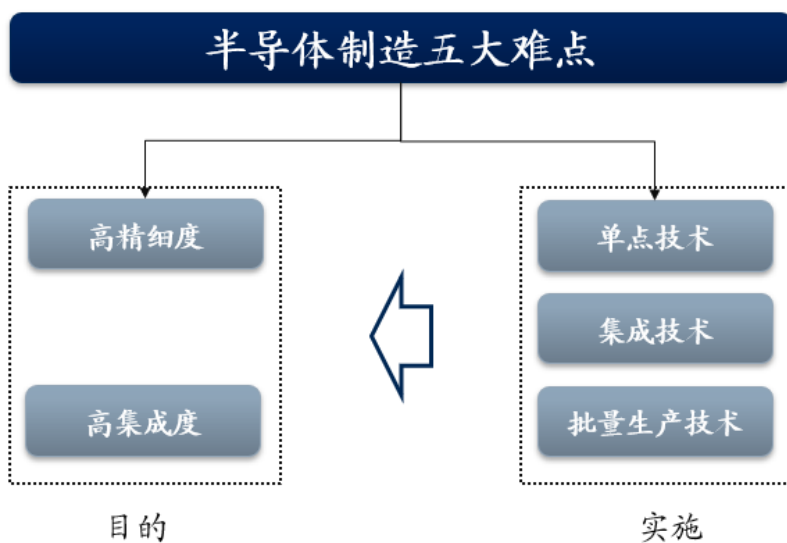 半导体制造五大难点
高精细度
高集成度
目的
单点技术
集成技术
批量生产技术
实施